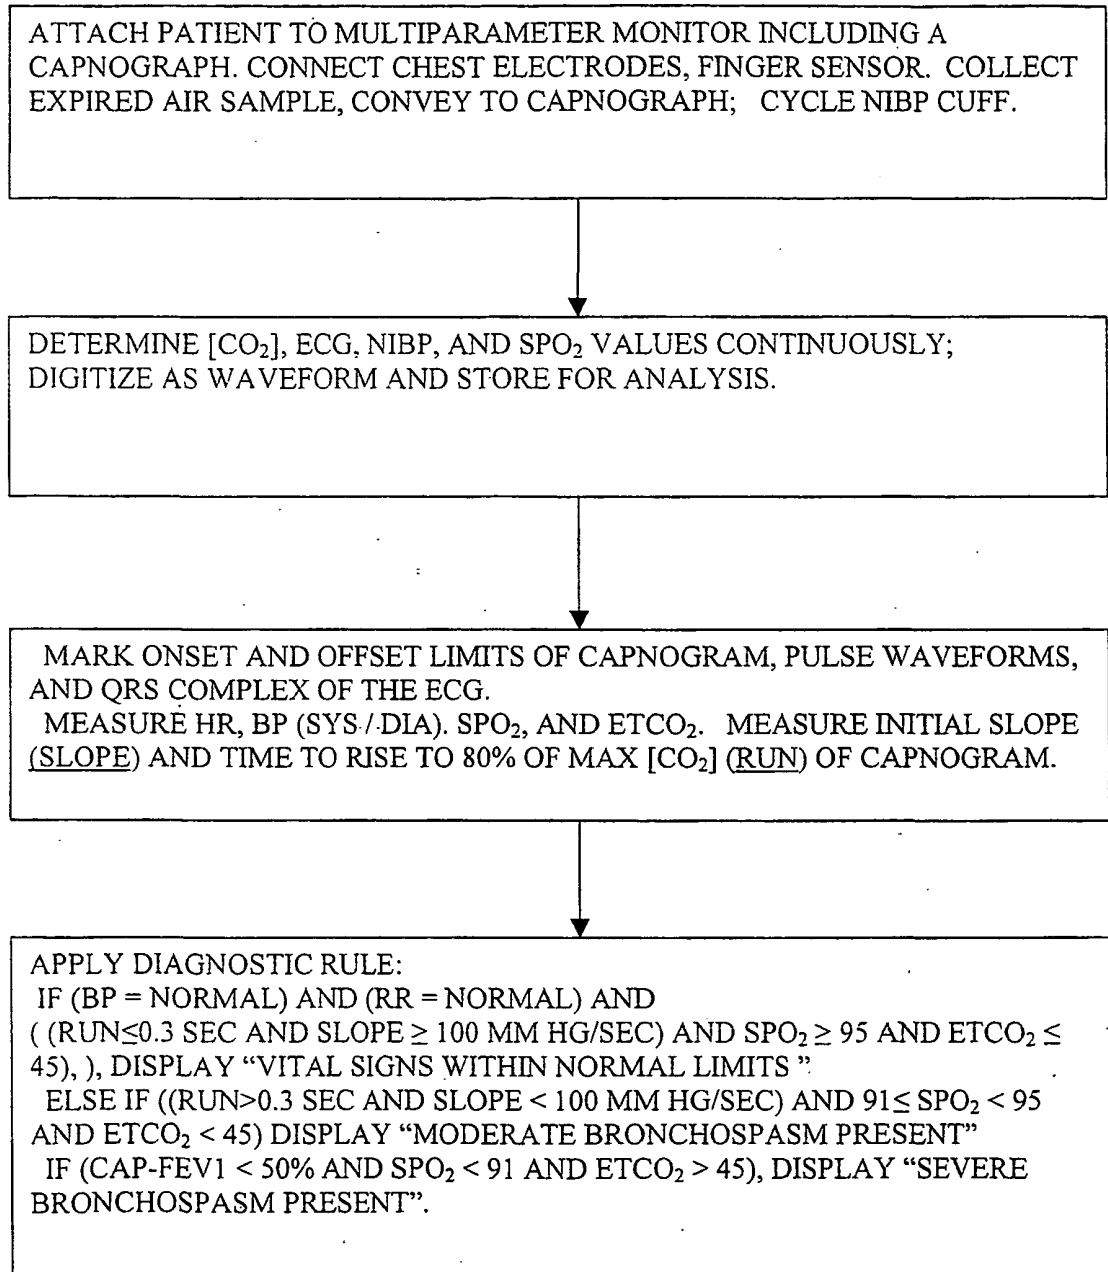 ATTACH PATIENT TO MULTIPARAMETER MONITOR INCLUDING A
CAPNOGRAPH. CONNECT CHEST ELECTRODES, FINGER SENSOR. COLLECT
EXPIRED AIR SAMPLE, CONVEY TO CAPNOGRAPH; CYCLE NIBP CUFF.
DETERMINE [CO₂], ECG, NIBP, AND SPO₂ VALUES CONTINUOUSLY;
DIGITIZE AS WAVEFORM AND STORE FOR ANALYSIS.
MARK ONSET AND OFFSET LIMITS OF CAPNOGRAM, PULSE WAVEFORMS,
AND QRS COMPLEX OF THE ECG.
MEASURE HR, BP (SYS / DIA). SPO₂, AND ETCO₂. MEASURE INITIAL SLOPE
(SLOPE) AND TIME TO RISE TO 80% OF MAX [CO₂] (RUN) OF CAPNOGRAM.
APPLY DIAGNOSTIC RULE:
IF (BP = NORMAL) AND (RR = NORMAL) AND
( (RUN≤0.3 SEC AND SLOPE ≥ 100 MM HG/SEC) AND SPO₂ ≥ 95 AND ETCO₂ ≤
45), ), DISPLAY “VITAL SIGNS WITHIN NORMAL LIMITS ”
ELSE IF ((RUN>0.3 SEC AND SLOPE < 100 MM HG/SEC) AND 91≤ SPO₂ < 95
AND ETCO₂ < 45) DISPLAY “MODERATE BRONCHOSPASM PRESENT”
IF (CAP-FEV1 < 50% AND SPO₂ < 91 AND ETCO₂ > 45), DISPLAY “SEVERE
BRONCHOSPASM PRESENT”.